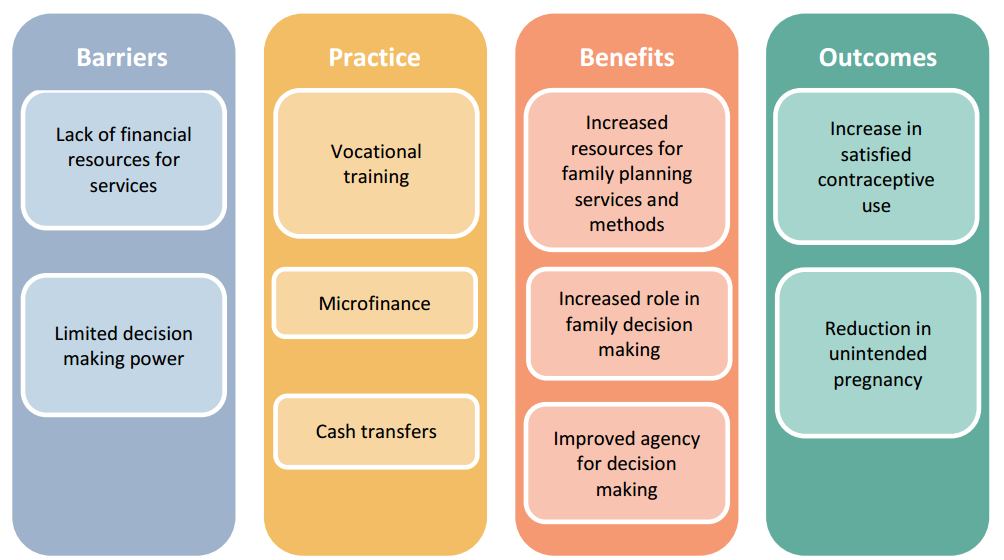 Barriers
Lack of financial
resources for
services
Limited decision
making power
Practice
Vocational
training
Microfinance
Cash transfers
Benefits
Increased
resources for
family planning
services and
methods
Increased role in
family decision
making
Improved agency
for decision
making
Outcomes
Increase in
satisfied
contraceptive
use
Reduction in
unintended
pregnancy